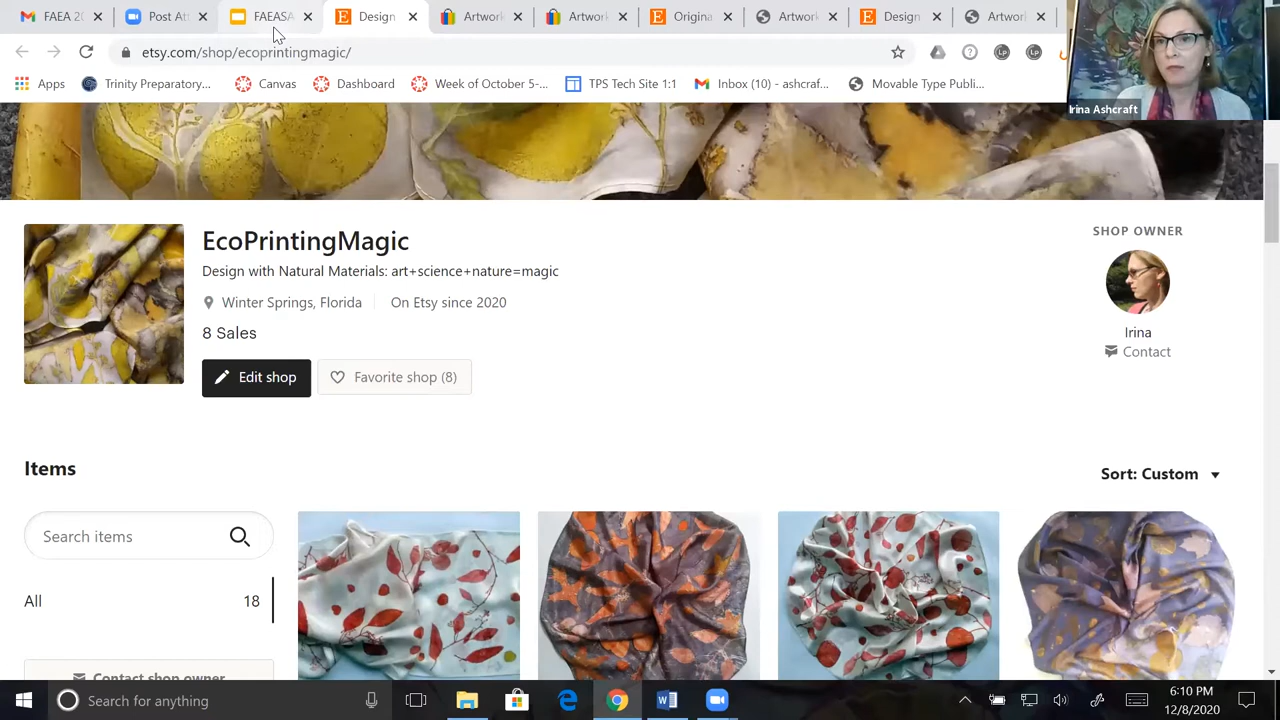 FAEA 20
Post Att
FAEASA
Design
Artwork
Artwork
Origina
Artwork
Design
Artwork
etsy.com/shop/ecoprintingmagic/
Lp
Lp
Apps
Trinity Preparatory...
Canvas
Dashboard
Week of October 5-...
TPS Tech Site 1:1
Inbox (10) - ashcraf...
Movable Type Publi...
Irina Ashcraft
EcoPrintingMagic
Design with Natural Materials: art+science+nature=magic
Winter Springs, Florida
On Etsy since 2020
8 Sales
Edit shop
Favorite shop (8)
SHOP OWNER
Irina
Contact
Items
Sort: Custom
Search items
All 18
Contact shop owner
Search for anything
6:10 PM
12/8/2020